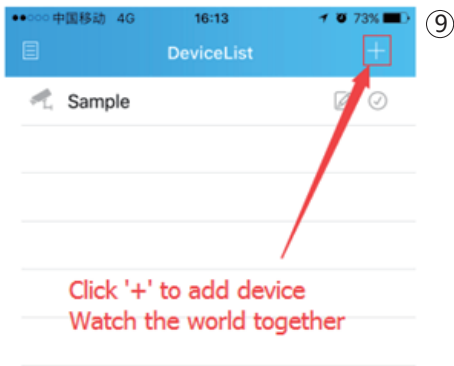 中国移动 4G 16:13 73%
⑨
DeviceList +
Sample
Click '+' to add device
Watch the world together